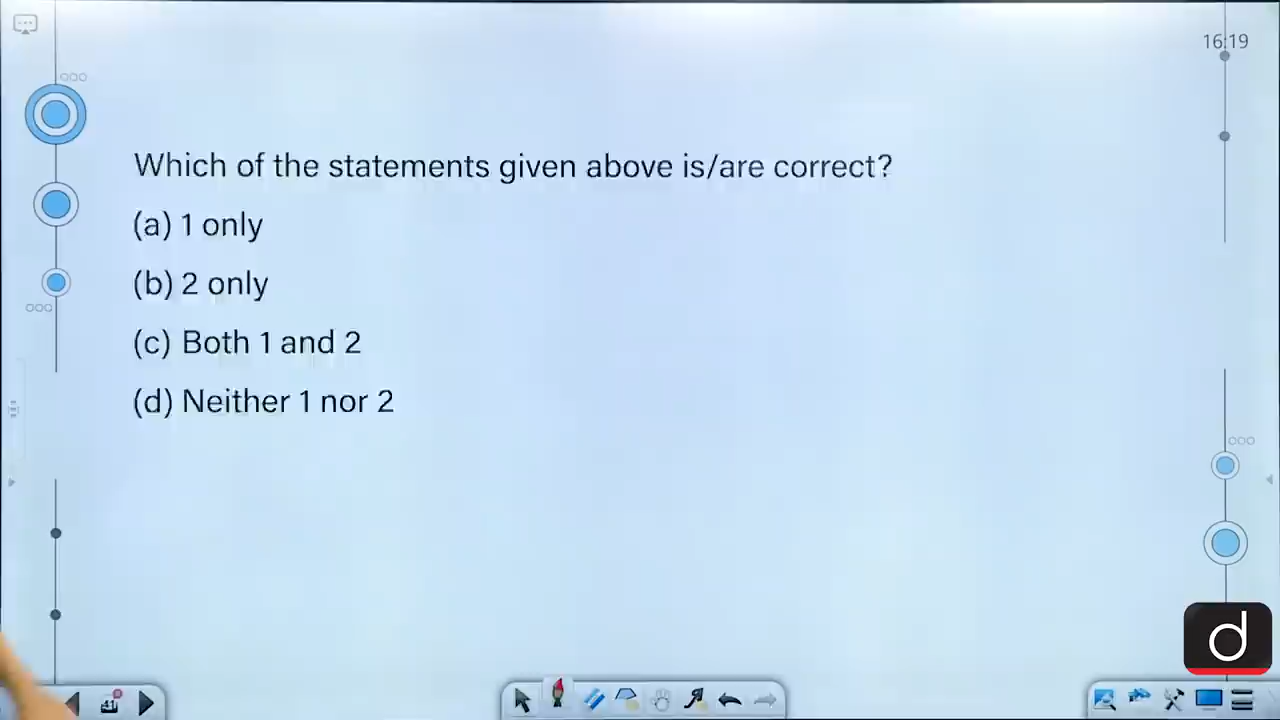 16:19
Which of the statements given above is/are correct?
(a) 1 only
(b) 2 only
(c) Both 1 and 2
(d) Neither 1 nor 2
d